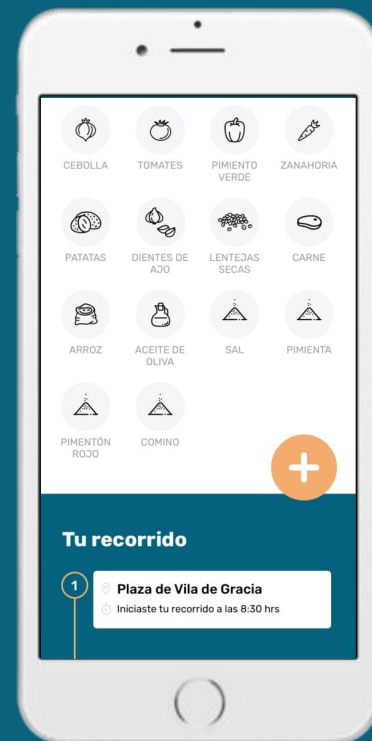 CEBOLLA
TOMATES
PIMIENTO
VERDE
ZANAHORIA
PATATAS
DIENTES DE
AJO
LENTEJAS
SECAS
CARNE
ARROZ
ACEITE DE
OLIVA
SAL
PIMIENTA
PIMENTÓN
ROJO
COMINO
Tu recorrido
1
Plaza de Vila de Gracia
Iniciaste tu recorrido a las 8:30 hrs